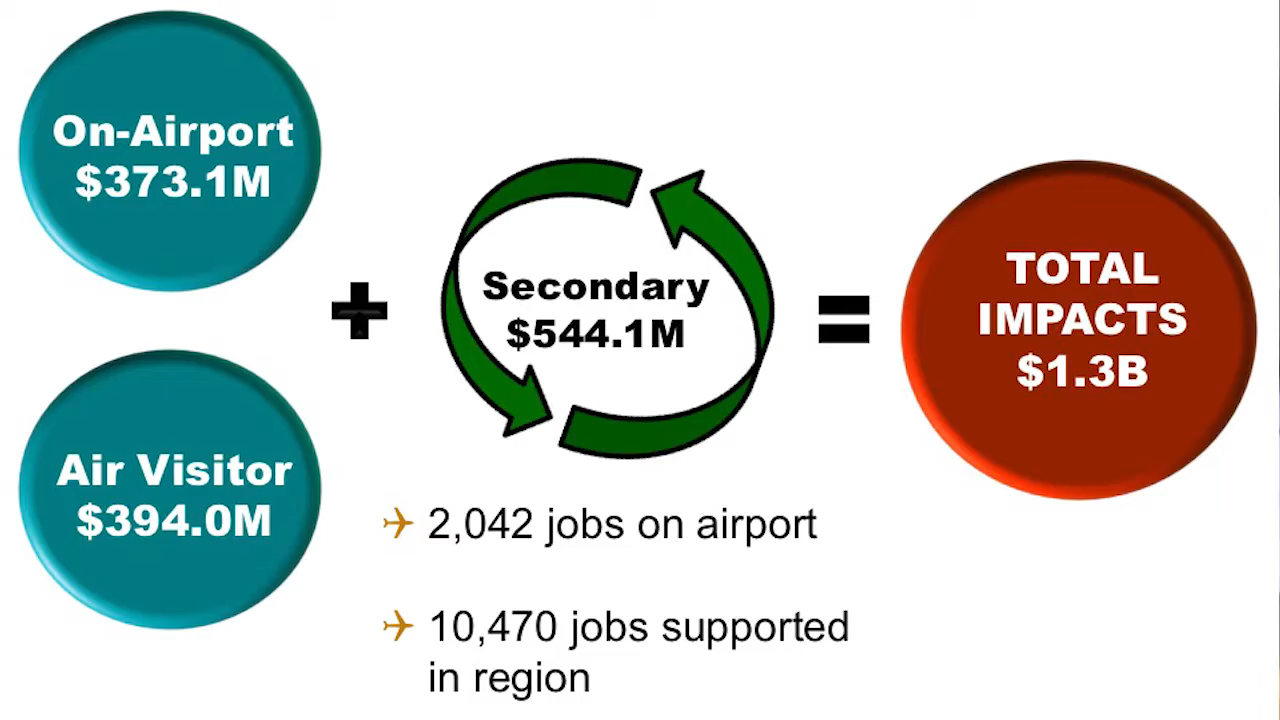 On-Airport
$373.1M
Air Visitor
$394.0M
+
Secondary
$544.1M
=
TOTAL
IMPACTS
$1.3B
2,042 jobs on airport
10,470 jobs supported
in region